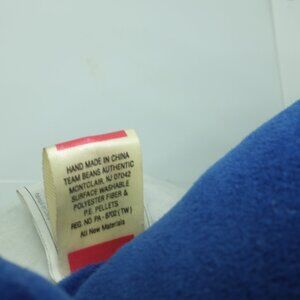 HAND MADE IN CHINA
TEAM BEANS AUTHENTIC
MONTCLAIR, NJ 07042
SURFACE WASHABLE
POLYESTER FIBER &
P.E. PELLETS
REG. NO PA - 6702 (TW)
All New Materials